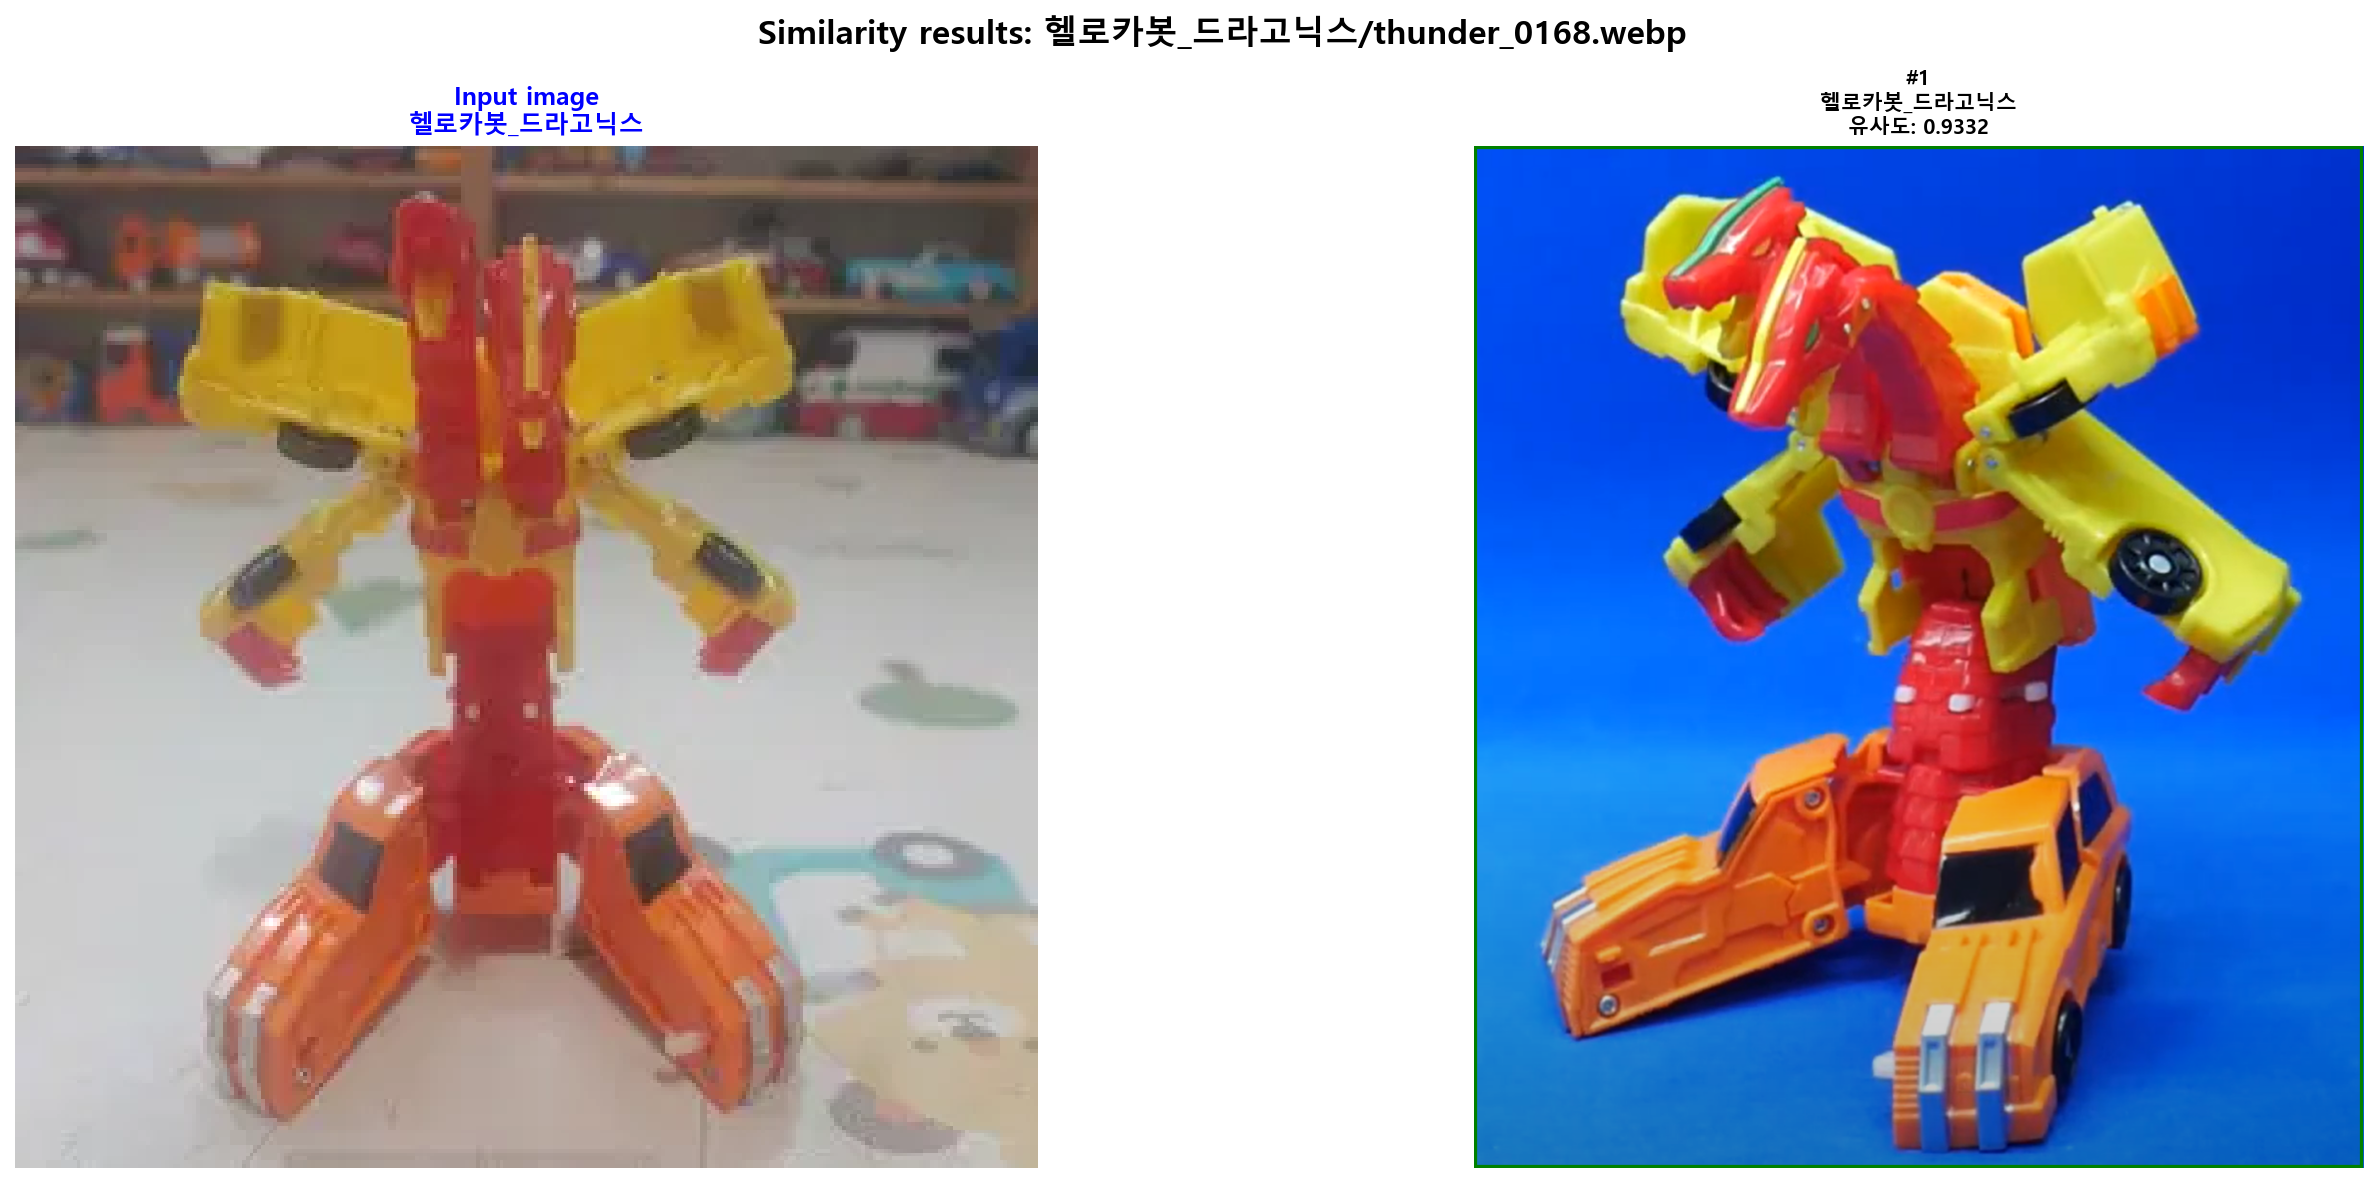 Similarity results: 헬로카봇_드라고닉스/thunder_0168.webp
Input image
헬로카봇_드라고닉스
#1
헬로카봇_드라고닉스
유사도: 0.9332